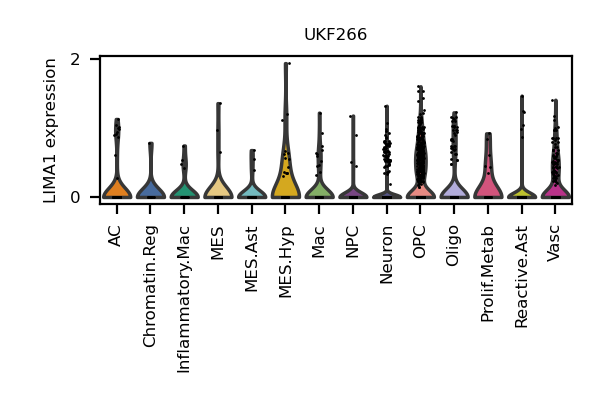 UKF266
LIMA1 expression
2
0
AC
Chromatin.Reg
Inflammatory.Mac
MES
MES.Ast
MES.Hyp
Mac
NPC
Neuron
OPC
Oligo
Prolif.Metab
Reactive.Ast
Vasc